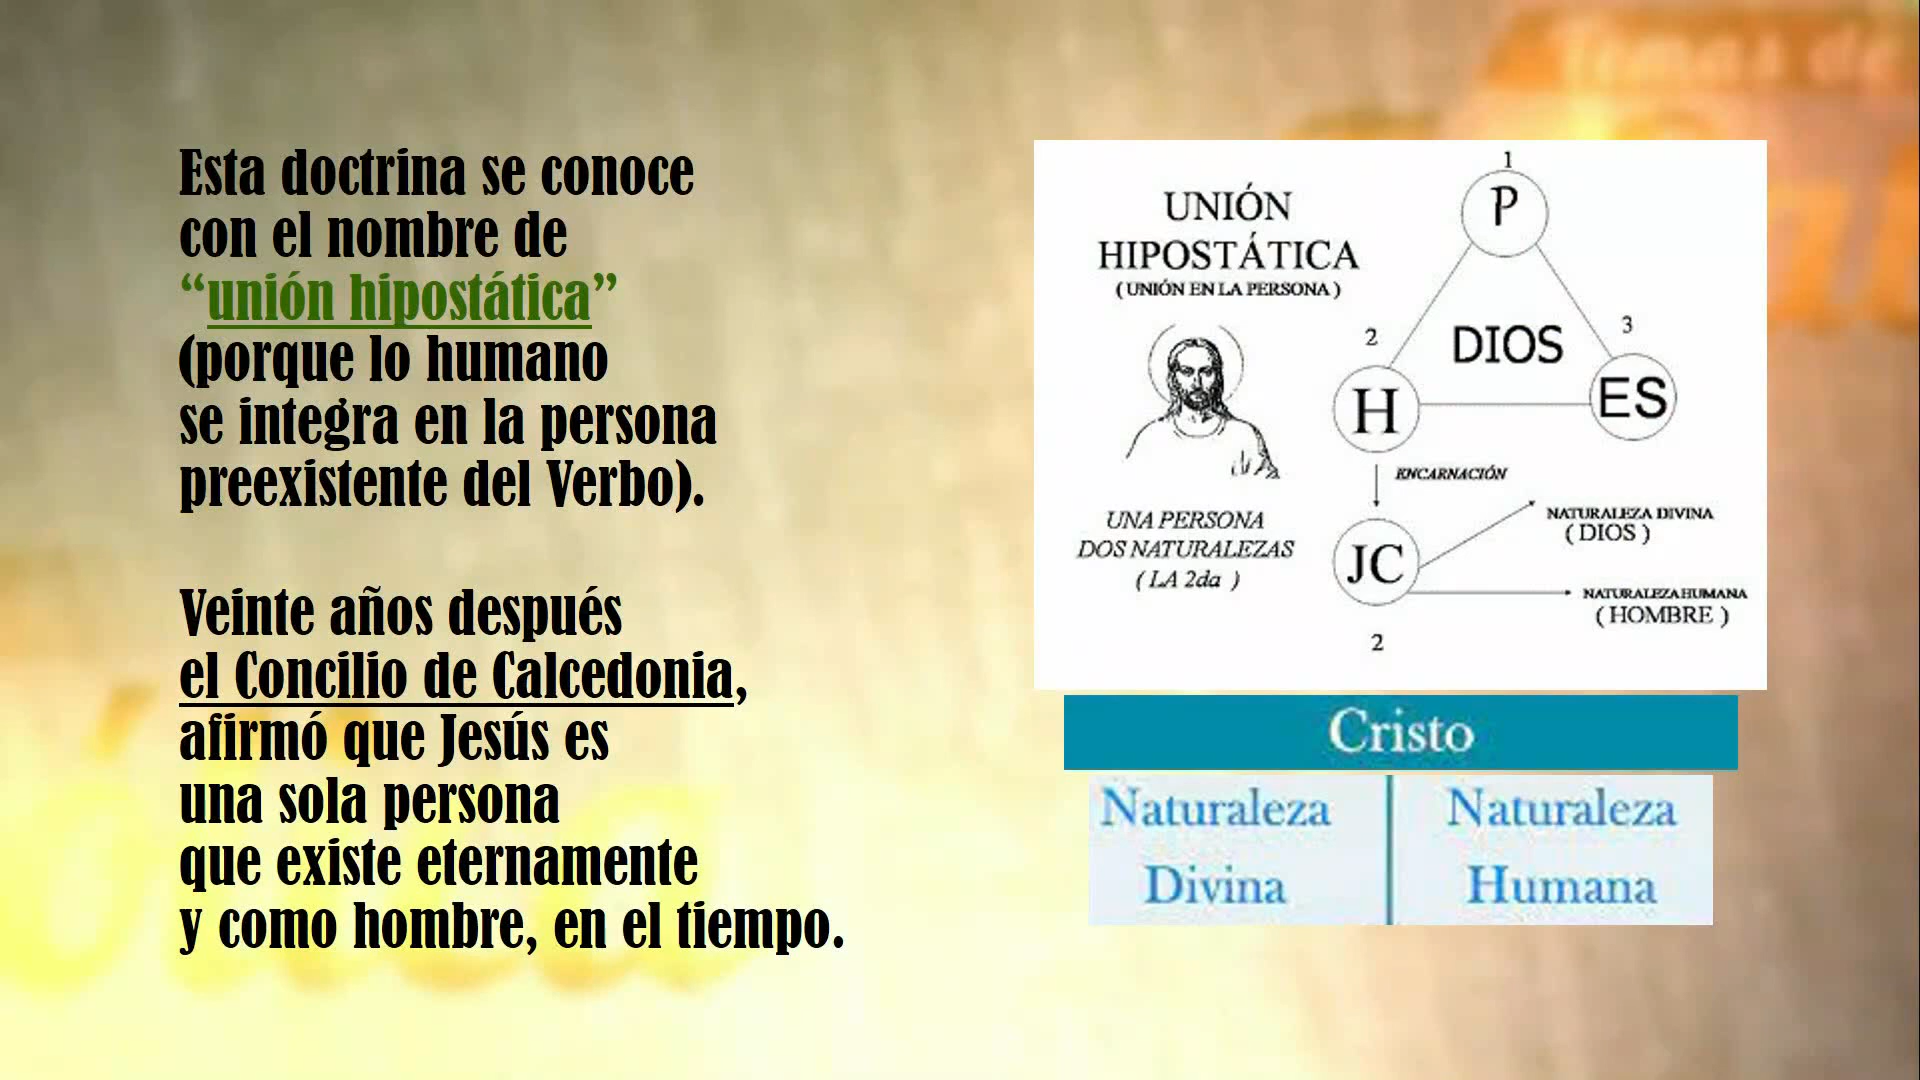 Temas de
Esta doctrina se conoce
con el nombre de
“unión hipostática”
(porque lo humano
se integra en la persona
preexistente del Verbo).
Veinte años después
el Concilio de Calcedonia,
afirmó que Jesús es
una sola persona
que existe eternamente
y como hombre, en el tiempo.
UNIÓN
HIPOSTÁTICA
( UNIÓN EN LA PERSONA )
UNA PERSONA
DOS NATURALEZAS
( LA 2da )
1
P
2
DIOS
3
H
ES
ENCARNACIÓN
JC
NATURALEZA DIVINA
( DIOS )
NATURALEZA HUMANA
( HOMBRE )
2
Cristo
Naturaleza
Divina
Naturaleza
Humana